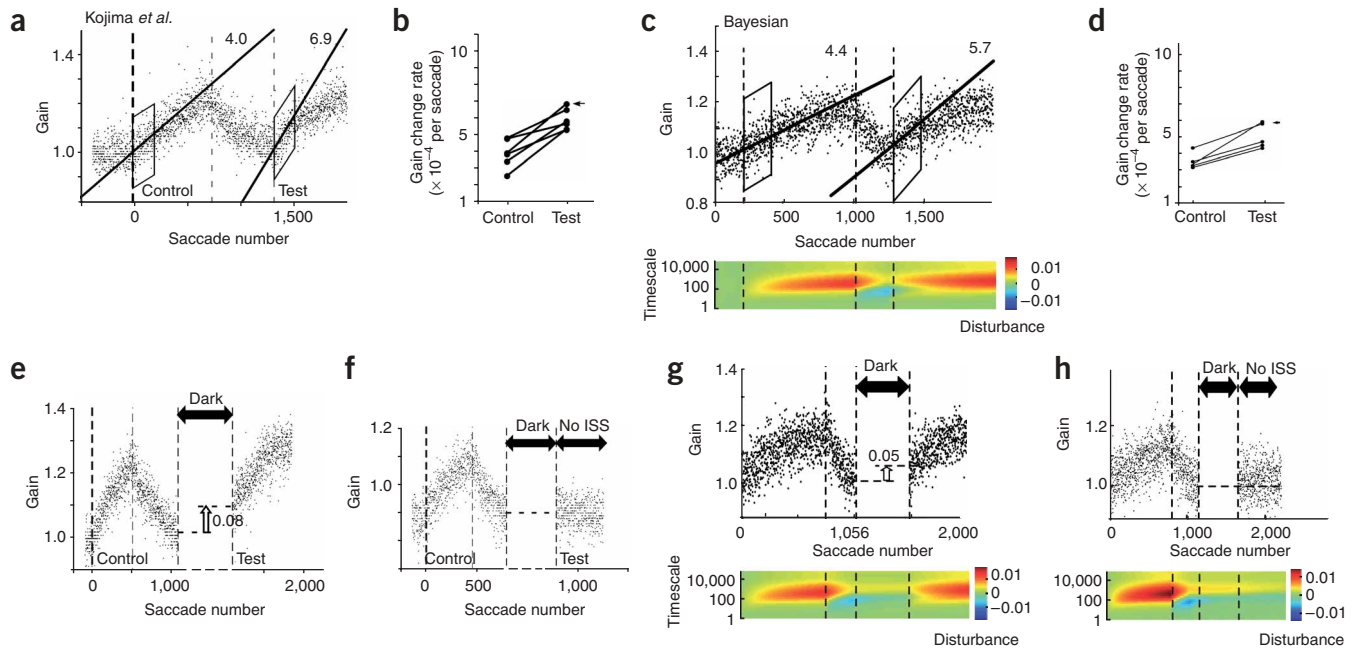 a
Kojima et al.
1.4
1.2
1.0
Gain
4.0
6.9
Control
Test
0
1,500
Saccade number
b
10
5
1
Gain change rate
(× 10⁻⁴ per saccade)
Control
Test
c
Bayesian
1.4
1.2
1.0
0.8
Gain
4.4
5.7
0
500
1,000
1,500
Saccade number
Timescale
10,000
100
1
0.01
0
−0.01
Disturbance
d
10
5
1
Gain change rate
(× 10⁻⁴ per saccade)
Control
Test
e
Dark
1.4
1.2
1.0
Gain
0.08
Control
Test
0
1,000
2,000
Saccade number
f
Dark
No ISS
1.2
1.0
Gain
Control
Test
0
500
1,000
Saccade number
g
Dark
1.4
1.2
1.0
Gain
0.05
0
1,056
2,000
Saccade number
Timescale
10,000
100
1
0.01
0
−0.01
Disturbance
h
Dark
No ISS
1.2
1.0
Gain
0
1,000
2,000
Saccade number
10,000
100
1
0.01
0
−0.01
Disturbance